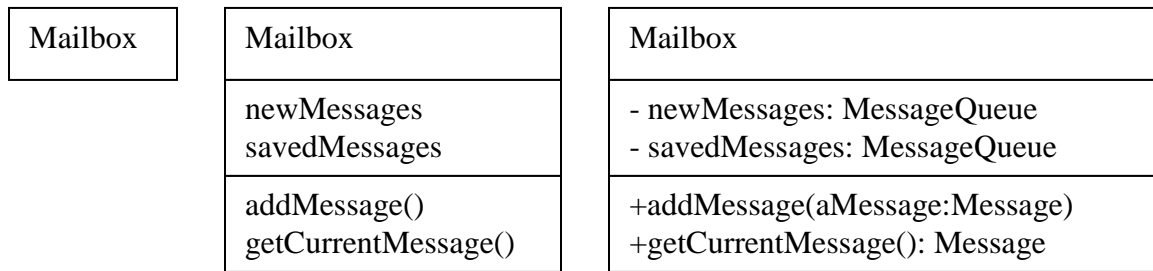 Mailbox
Mailbox
newMessages
savedMessages
addMessage()
getCurrentMessage()
Mailbox
- newMessages: MessageQueue
- savedMessages: MessageQueue
+addMessage(aMessage:Message)
+getCurrentMessage(): Message